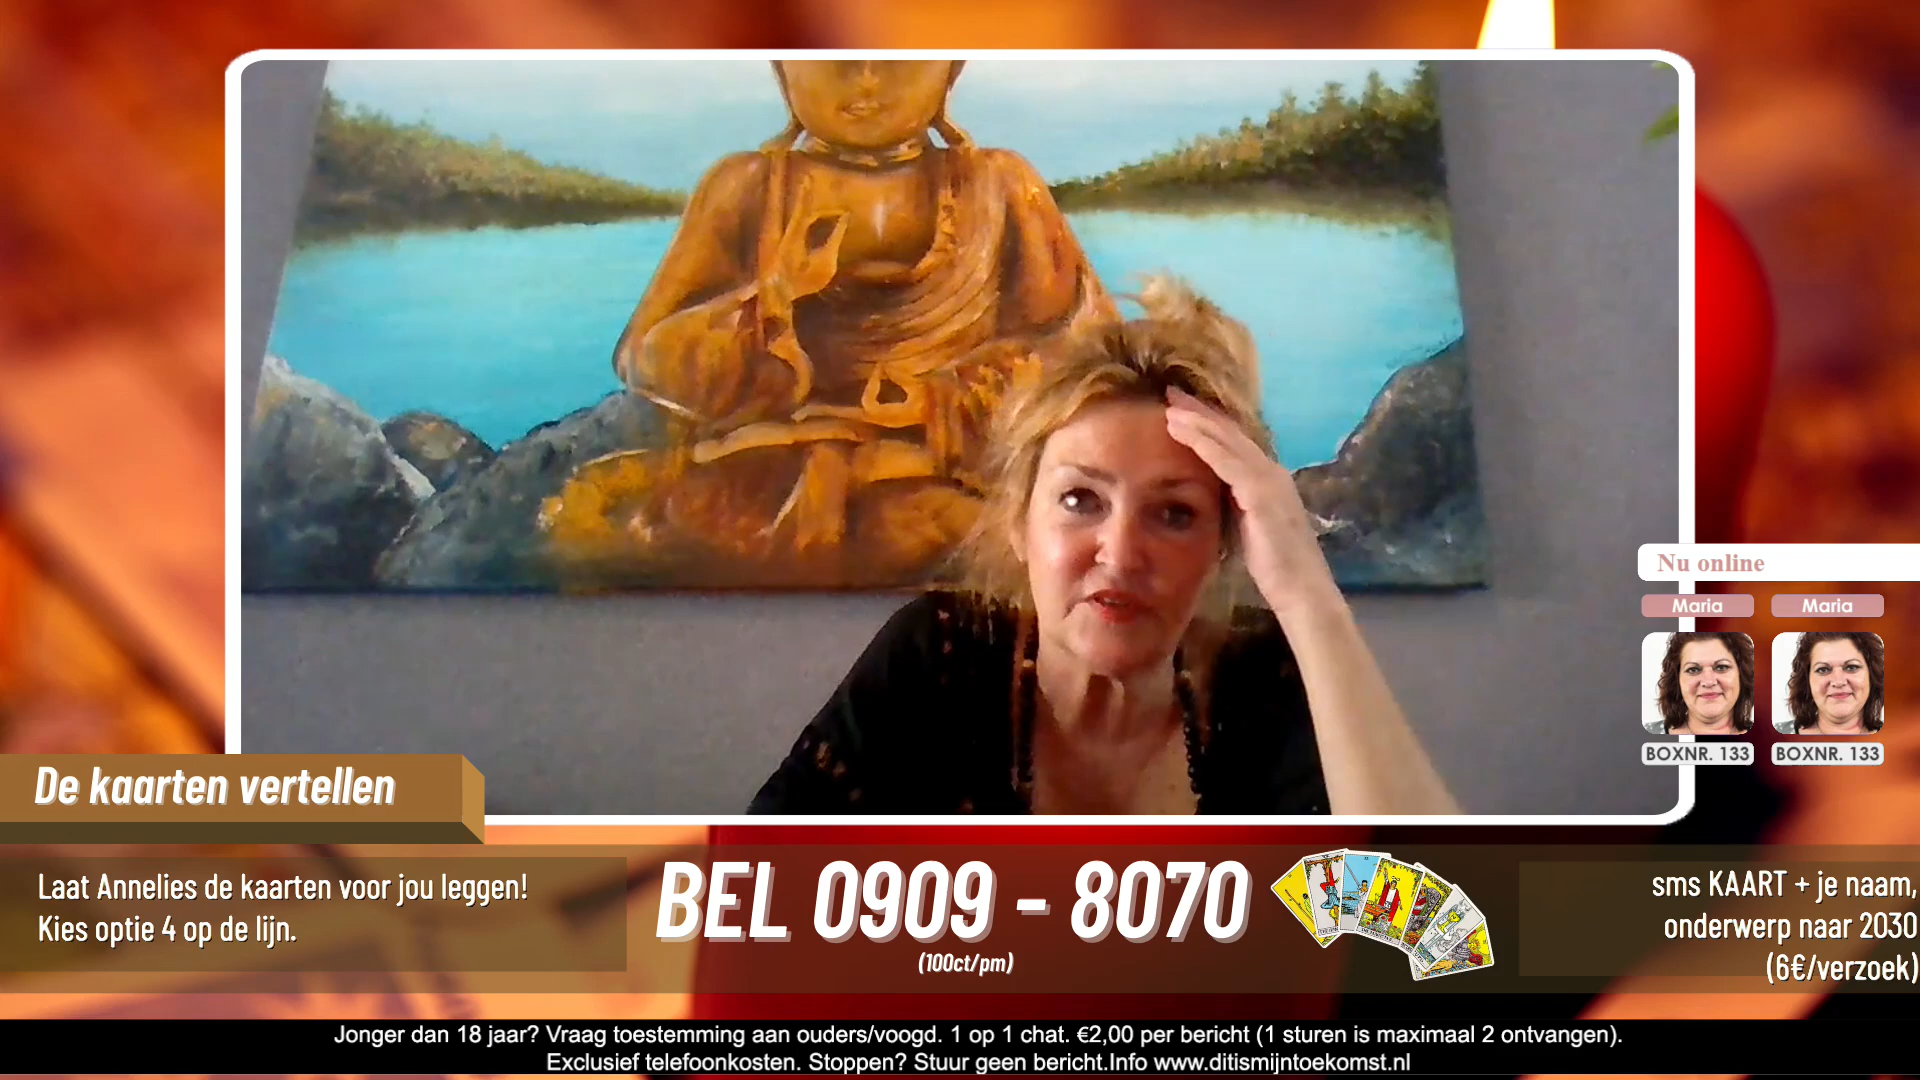 Nu online
Maria
Maria
BOXNR. 133
BOXNR. 133
De kaarten vertellen
Laat Annelies de kaarten voor jou leggen!
Kies optie 4 op de lijn.
BEL 0909 - 8070
(100ct/pm)
sms KAART + je naam,
onderwerp naar 2030
(6€/verzoek)
Jonger dan 18 jaar? Vraag toestemming aan ouders/voogd. 1 op 1 chat. €2,00 per bericht (1 sturen is maximaal 2 ontvangen).
Exclusief telefoonkosten. Stoppen? Stuur geen bericht.Info www.ditismijntoekomst.nl